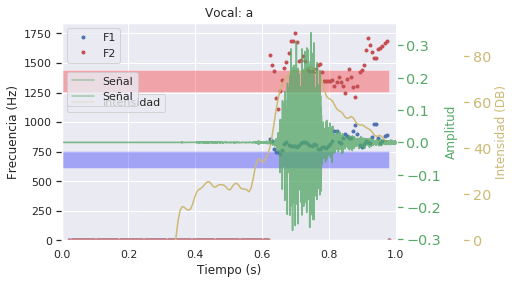 Vocal: a
F1
F2
Señal
Señal
Intensidad
1750
1500
1250
1000
750
500
250
0
Frecuencia (Hz)
0.0 0.2 0.4 0.6 0.8 1.0
Tiempo (s)
0.3
0.2
0.1
0.0
−0.1
−0.2
−0.3
Amplitud
80
60
40
20
0
Intensidad (DB)